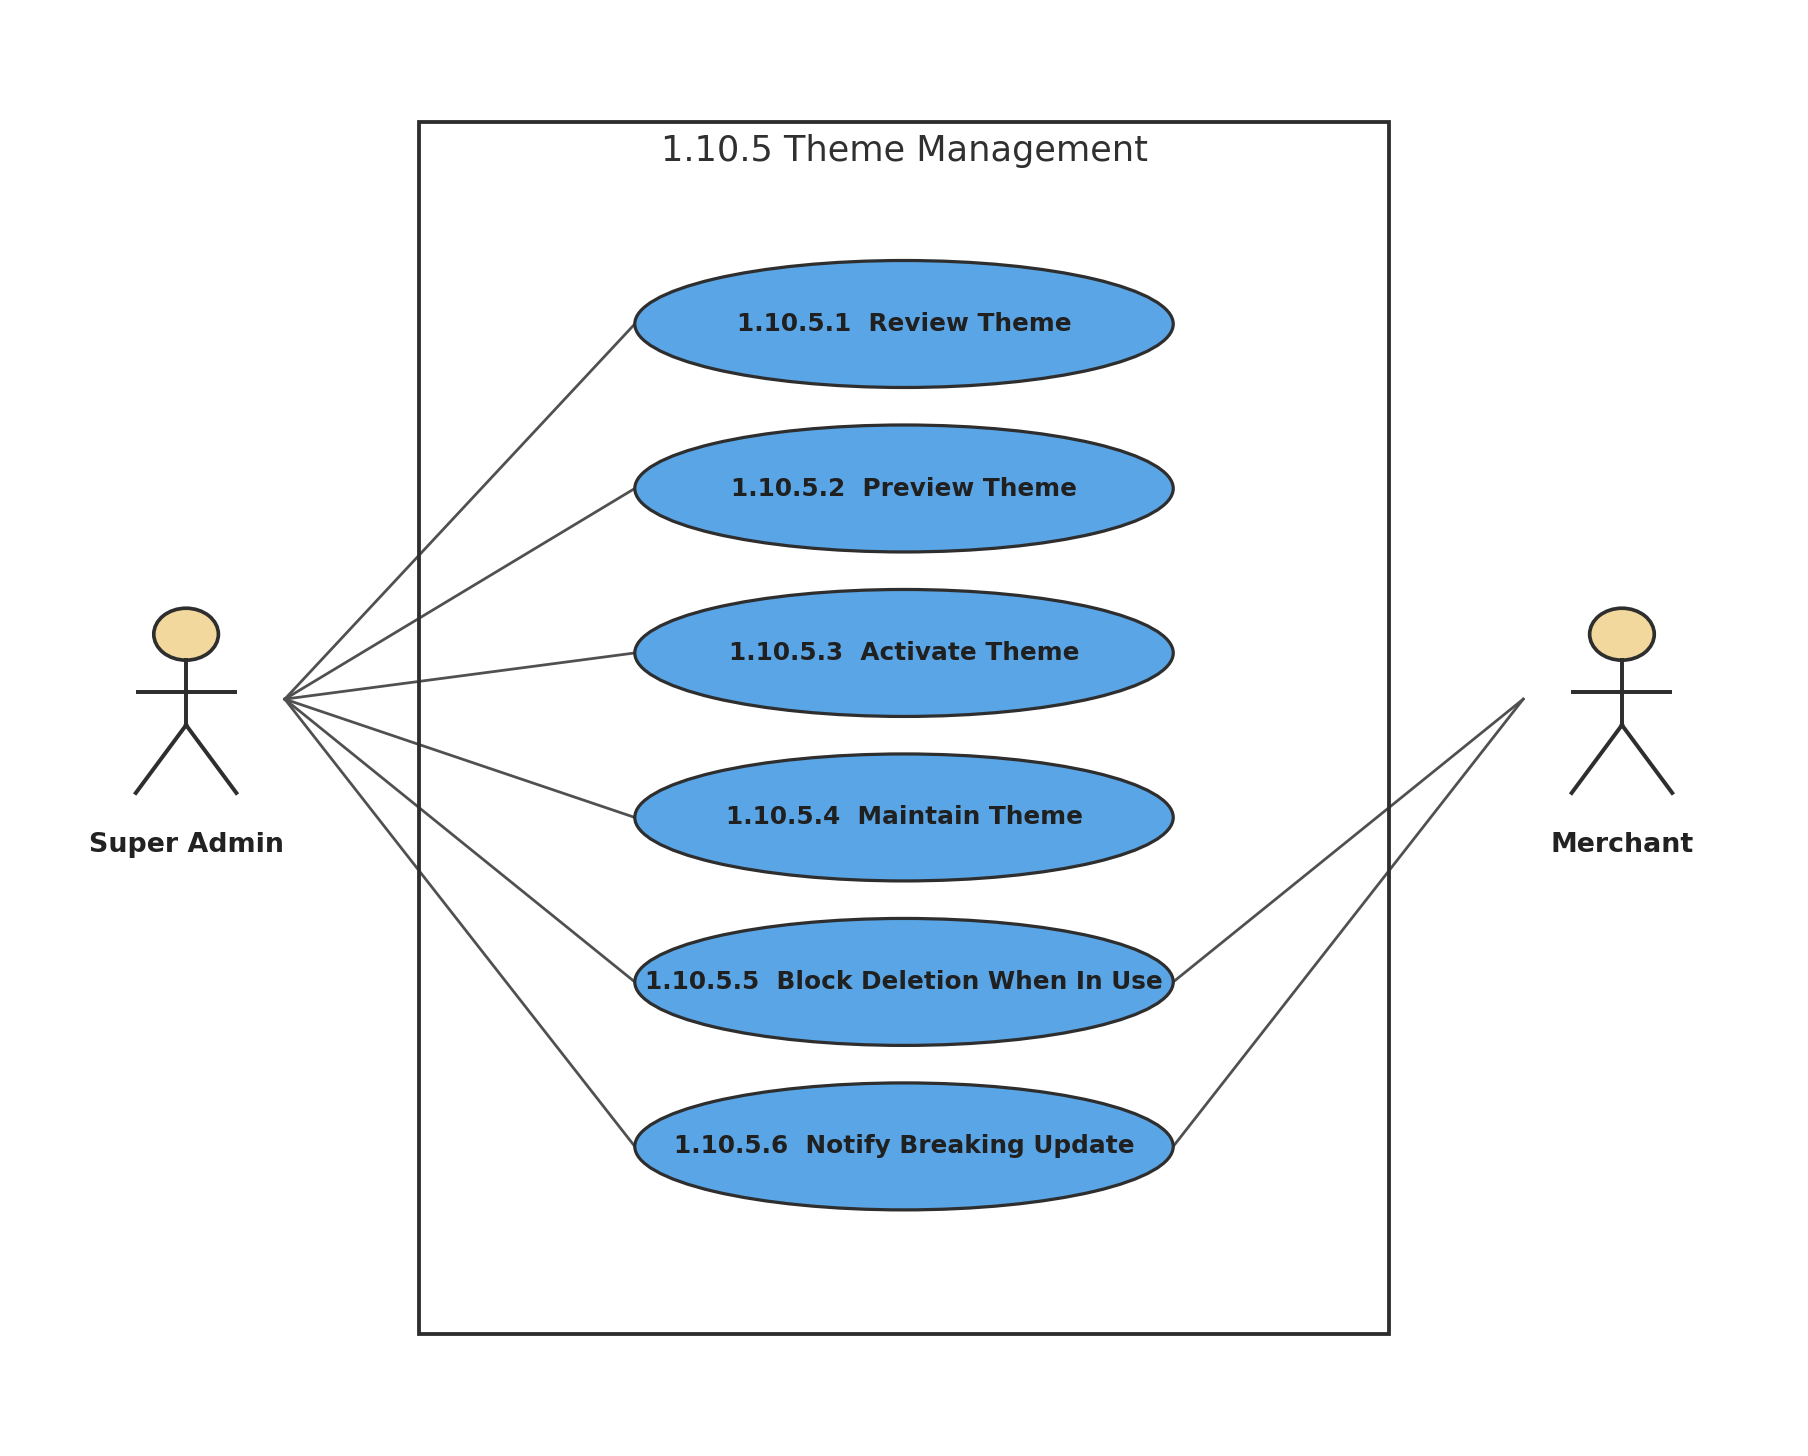 1.10.5 Theme Management
1.10.5.1  Review Theme
1.10.5.2  Preview Theme
1.10.5.3  Activate Theme
1.10.5.4  Maintain Theme
Super Admin
Merchant
1.10.5.5  Block Deletion When In Use
1.10.5.6  Notify Breaking Update